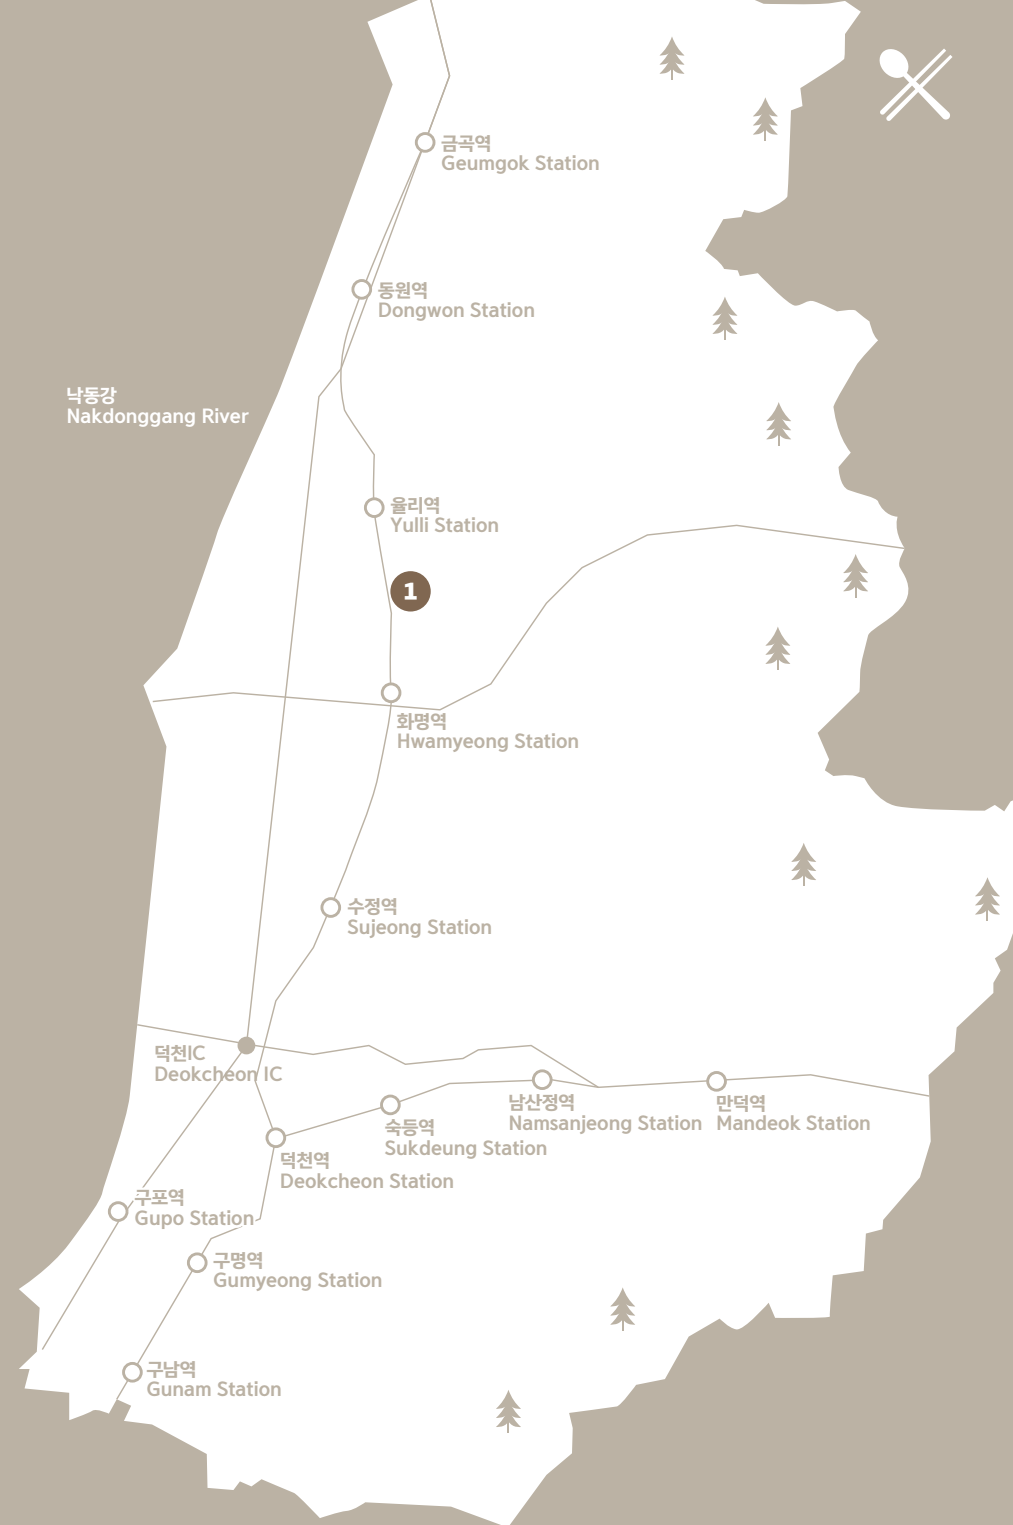 금곡역
Geumgok Station
동원역
Dongwon Station
낙동강
Nakdonggang River
율리역
Yulli Station
1
화명역
Hwamyeong Station
수정역
Sujeong Station
덕천IC
Deokcheon IC
남산정역
Namsanjeong Station
만덕역
Mandeok Station
숙등역
Sukdeung Station
덕천역
Deokcheon Station
구포역
Gupo Station
구명역
Gumyeong Station
구남역
Gunam Station